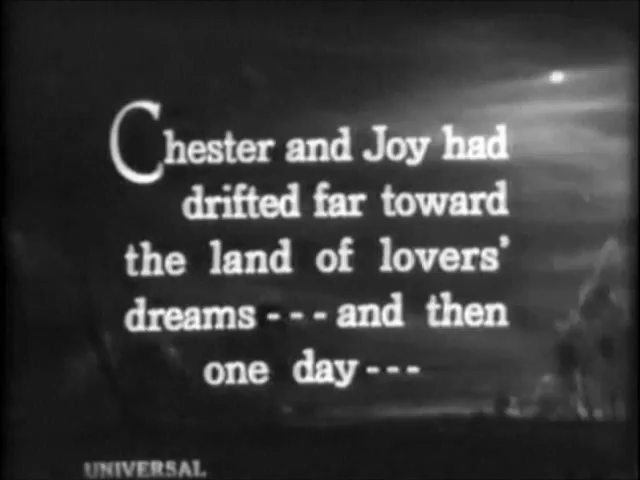 Chester and Joy had
drifted far toward
the land of lovers'
dreams---and then
one day---
UNIVERSAL